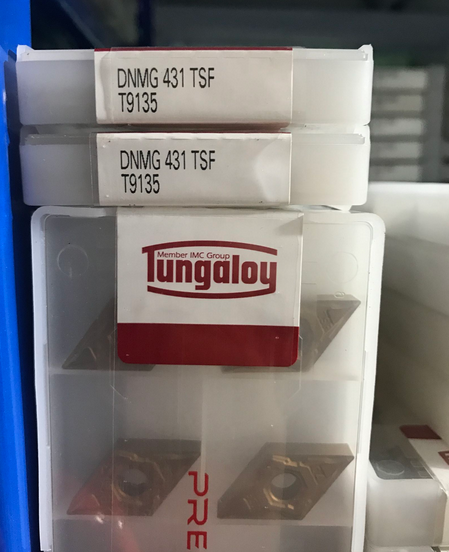 DNMG 431 TSF
T9135
DNMG 431 TSF
T9135
Member IMC Group
Tungaloy
PRE